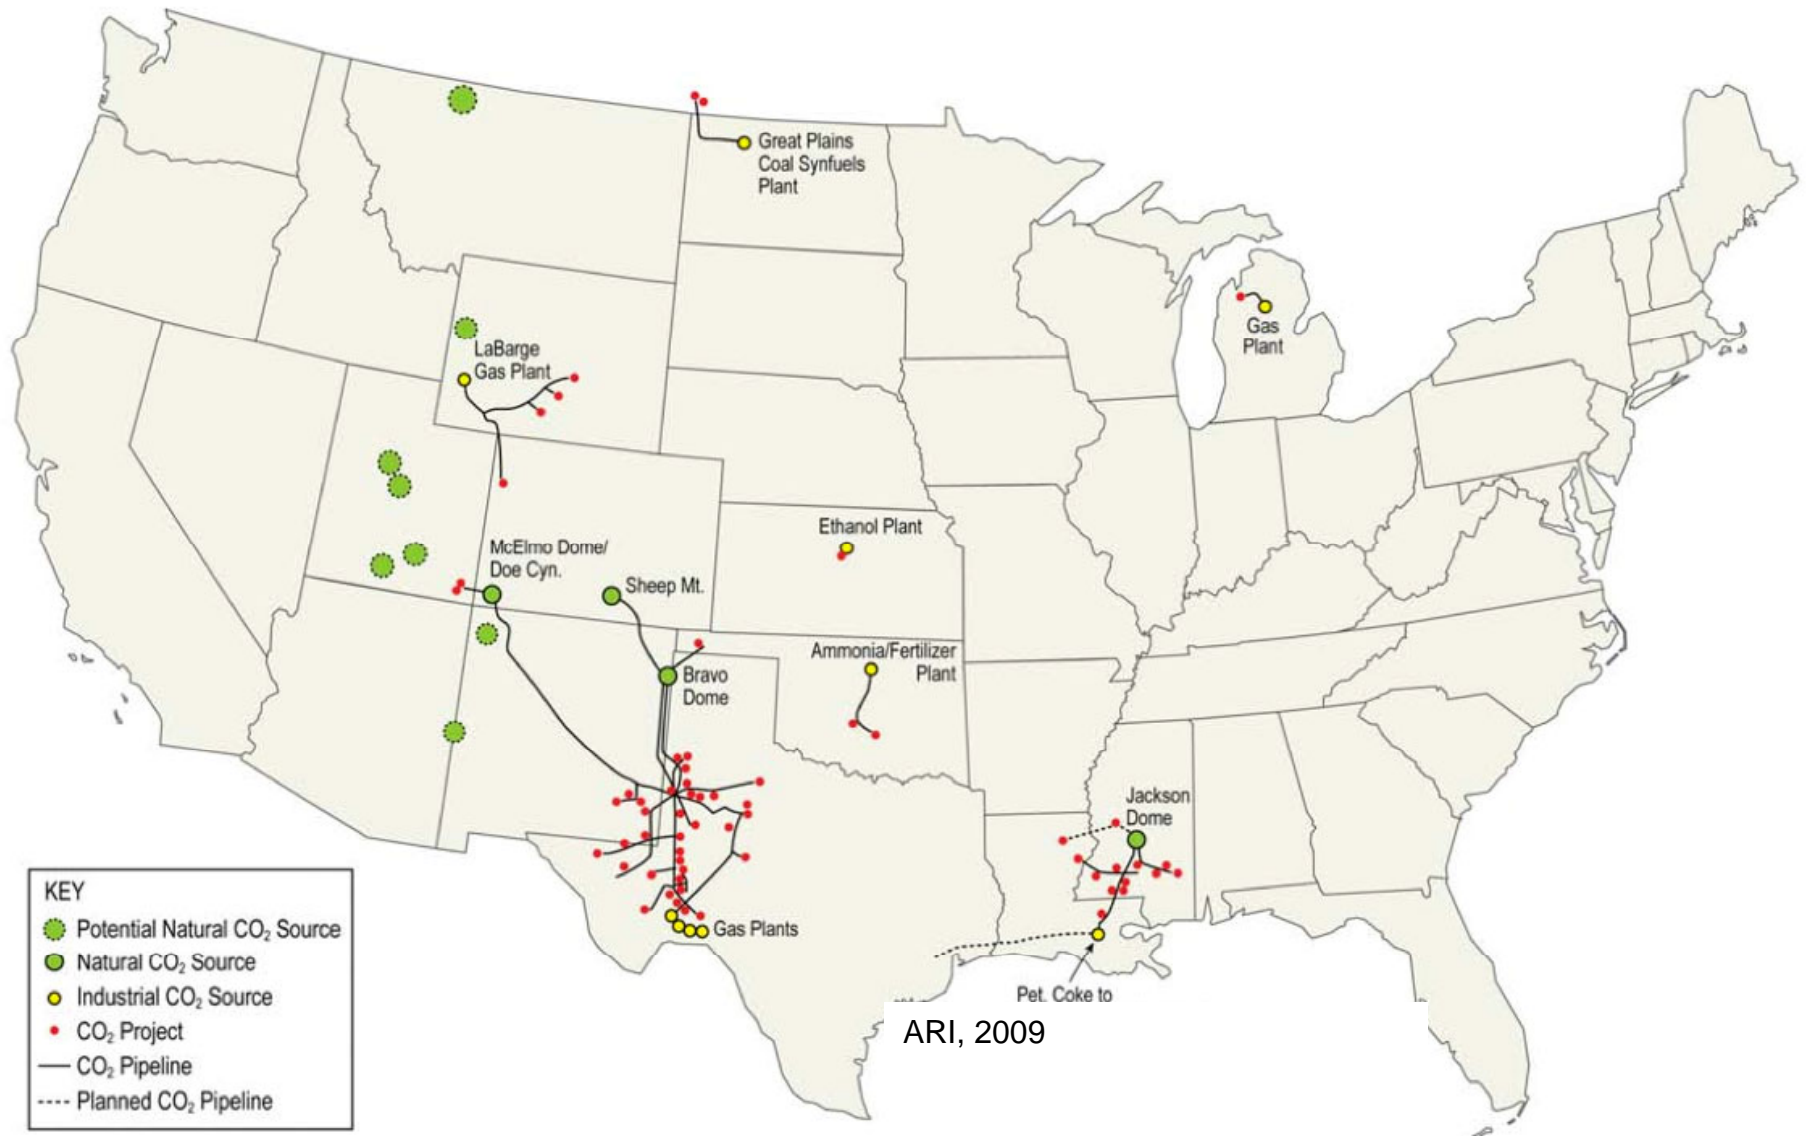 Great Plains
Coal Synfuels
Plant
Gas
Plant
LaBarge
Gas Plant
Ethanol Plant
McElmo Dome/
Doe Cyn.
Sheep Mt.
Ammonia/Fertilizer
Plant
Bravo
Dome
Jackson
Dome
Gas Plants
Pet. Coke to
ARI, 2009
KEY
Potential Natural CO₂ Source
Natural CO₂ Source
Industrial CO₂ Source
CO₂ Project
CO₂ Pipeline
Planned CO₂ Pipeline